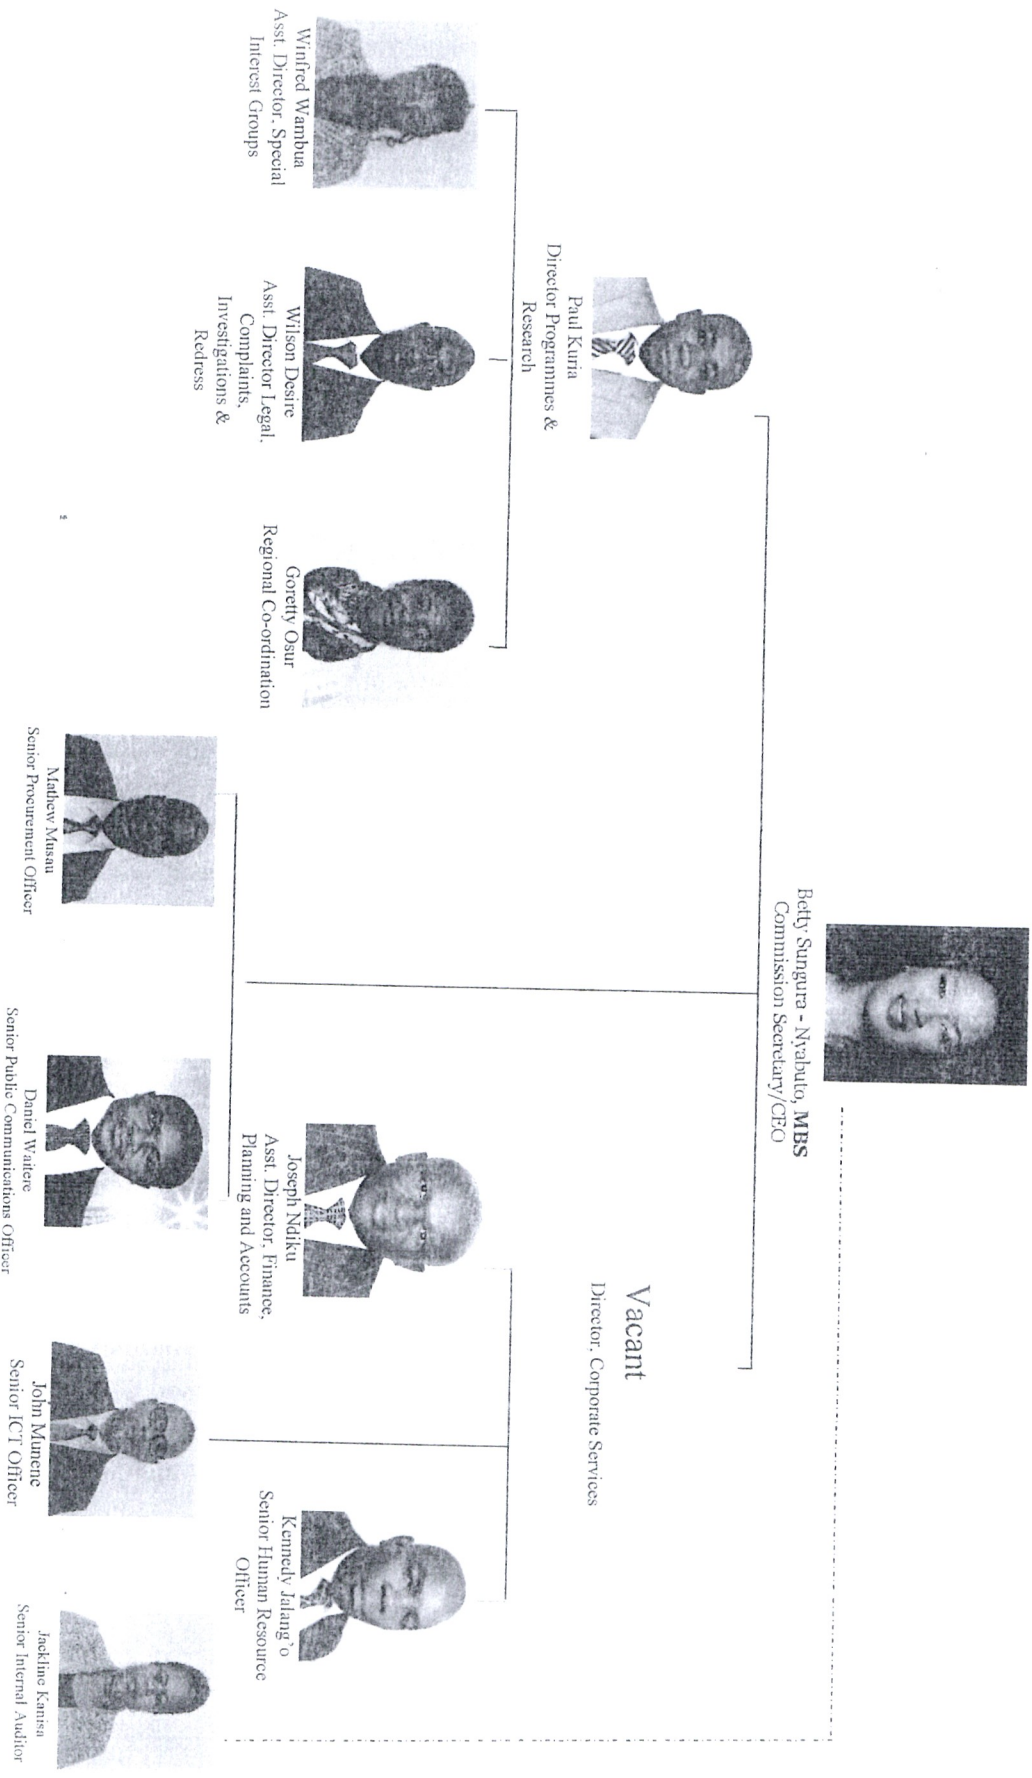 Betty Sungura - Nyabuto, MBS
Commission Secretary/CEO
Paul Kuria
Director Programmes &
Research
Vacant
Director, Corporate Services
Winfred Wambua
Asst. Director, Special
Interest Groups
Wilson Desire
Asst. Director Legal,
Complaints,
Investigations &
Redress
Goretty Osur
Regional Co-ordination
Joseph Ndiku
Asst. Director, Finance,
Planning and Accounts
Kennedy Jalang'o
Senior Human Resource
Officer
Mathew Musau
Senior Procurement Officer
Daniel Waitere
Senior Public Communications Officer
John Munene
Senior ICT Officer
Jackline Kanisa
Senior Internal Auditor